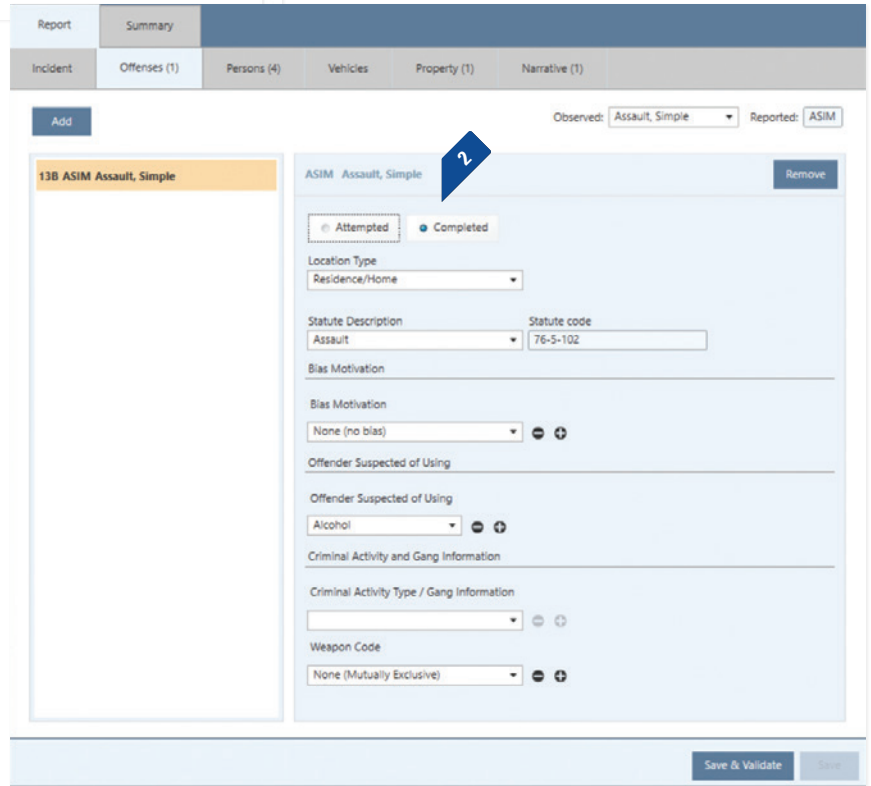 Report Summary
Incident Offenses (1) Persons (4) Vehicles Property (1) Narrative (1)
Add Observed: Assault, Simple Reported: ASIM
13B ASIM Assault, Simple
ASIM Assault, Simple 2 Remove
Attempted Completed
Location Type
Residence/Home
Statute Description Statute code
Assault 76-5-102
Bias Motivation
Bias Motivation
None (no bias)
Offender Suspected of Using
Offender Suspected of Using
Alcohol
Criminal Activity and Gang Information
Criminal Activity Type / Gang Information
Weapon Code
None (Mutually Exclusive)
Save & Validate Save